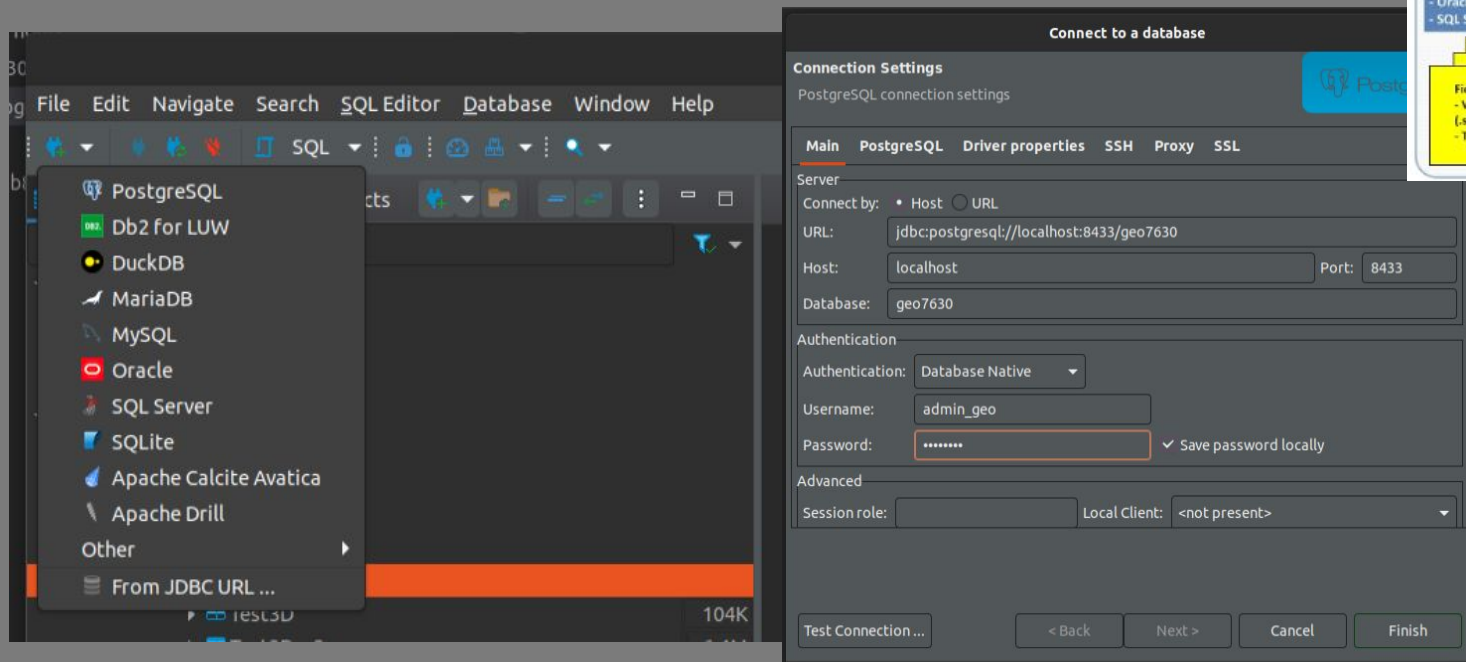 File Edit Navigate Search SQL Editor Database Window Help
SQL
PostgreSQL
Db2 for LUW
DuckDB
MariaDB
MySQL
Oracle
SQL Server
SQLite
Apache Calcite Avatica
Apache Drill
Other
From JDBC URL ...
Test3D
104K
Connect to a database
Connection Settings
PostgreSQL connection settings
Main PostgreSQL Driver properties SSH Proxy SSL
Server
Connect by: Host URL
URL: jdbc:postgresql://localhost:8433/geo7630
Host: localhost Port: 8433
Database: geo7630
Authentication
Authentication: Database Native
Username: admin_geo
Password: ••••••••
Save password locally
Advanced
Session role: Local Client: <not present>
Test Connection ... < Back Next > Cancel Finish